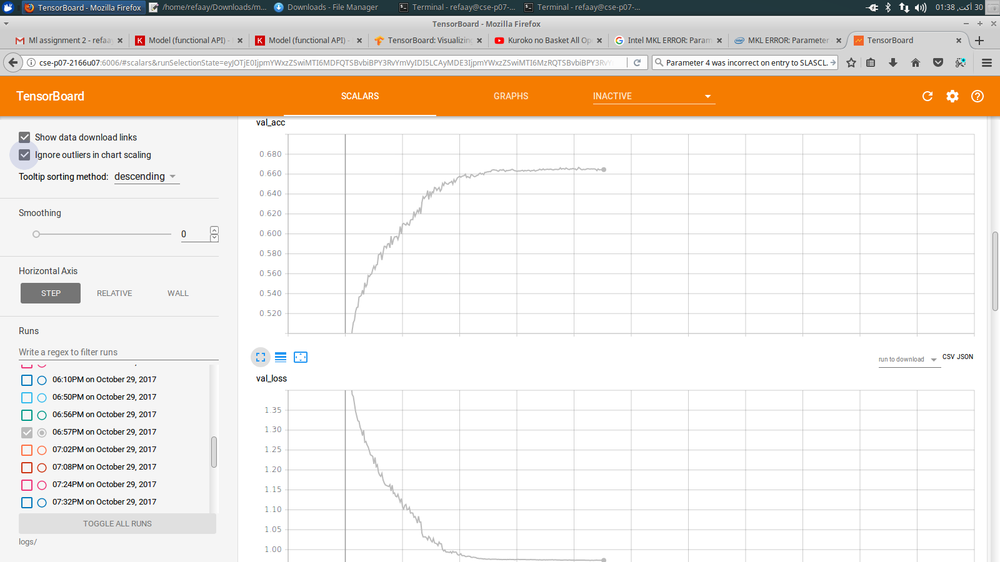 TensorBoard - Mozilla Firefox
/home/refaay/Downloads/m...
Downloads - File Manager
Terminal - refaay@cse-p07-...
Terminal - refaay@cse-p07-...
01:38 ,أكت 30
TensorBoard - Mozilla Firefox
Ml assignment 2 - refaa
Model (functional API) -
Model (functional API) -
TensorBoard: Visualizing
Kuroko no Basket All Op
Intel MKL ERROR: Param
MKL ERROR: Parameter
TensorBoard
cse-p07-2166u07:6006/#scalars&runSelectionState=
Parameter 4 was incorrect on entry to SLASCL.
TensorBoard
SCALARS
GRAPHS
INACTIVE
Show data download links
Ignore outliers in chart scaling
Tooltip sorting method: descending
Smoothing
0
Horizontal Axis
STEP
RELATIVE
WALL
Runs
Write a regex to filter runs
06:10PM on October 29, 2017
06:50PM on October 29, 2017
06:56PM on October 29, 2017
06:57PM on October 29, 2017
07:02PM on October 29, 2017
07:08PM on October 29, 2017
07:24PM on October 29, 2017
07:32PM on October 29, 2017
TOGGLE ALL RUNS
logs/
val_acc
0.680
0.660
0.640
0.620
0.600
0.580
0.560
0.540
0.520
run to download
CSV JSON
val_loss
1.35
1.30
1.25
1.20
1.15
1.10
1.05
1.00